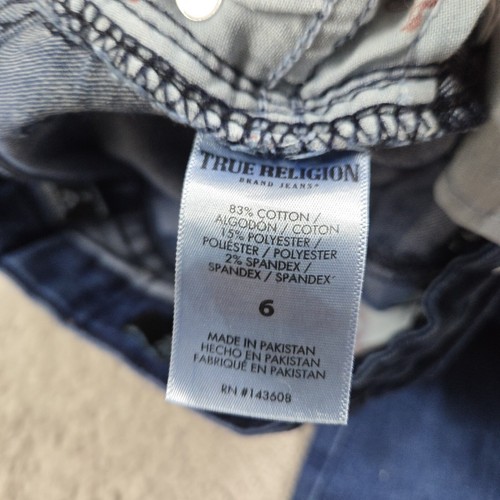 TRUE RELIGION
BRAND JEANS®
83% COTTON /
ALGODÓN / COTON
15% POLYESTER /
POLIÉSTER / POLYESTER
2% SPANDEX /
SPANDEX / SPANDEX
6
MADE IN PAKISTAN
HECHO EN PAKISTAN
FABRIQUÉ EN PAKISTAN
RN #143608